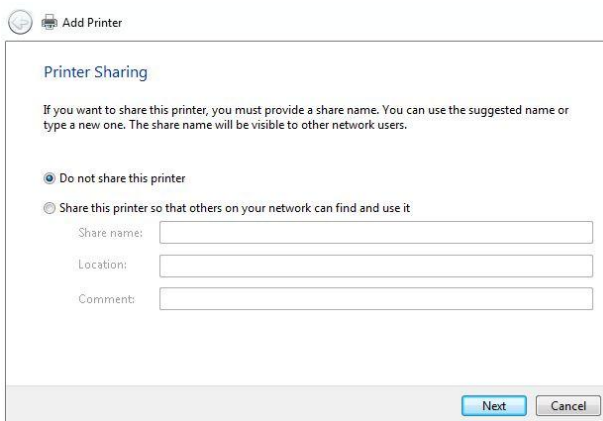 Add Printer
Printer Sharing
If you want to share this printer, you must provide a share name. You can use the suggested name or
type a new one. The share name will be visible to other network users.
Do not share this printer
Share this printer so that others on your network can find and use it
Share name:
Location:
Comment:
Next Cancel